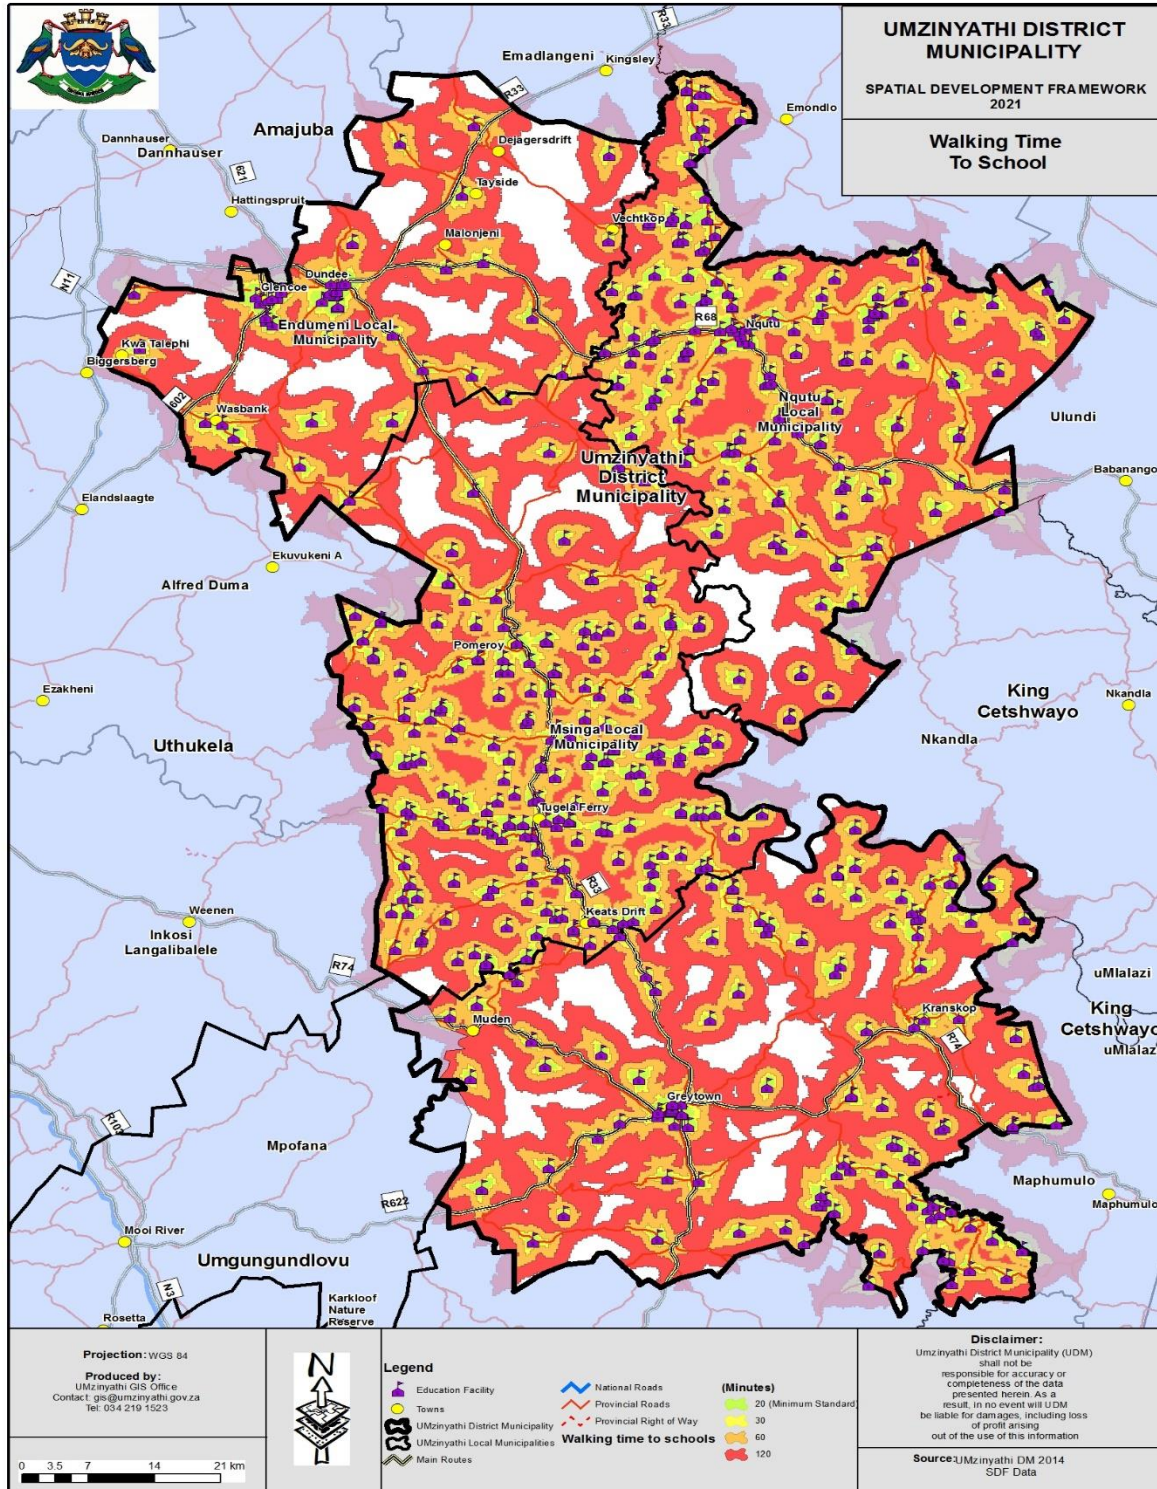 UMZINYATHI DISTRICT
MUNICIPALITY
SPATIAL DEVELOPMENT FRAMEWORK
2021
Walking Time
To School
R33
Emadlangeni
Kingsley
R33
Emondlo
Amajuba
Dannhauser
Dannhauser
Dejagersdrift
621
Tayside
Hattingspruit
Vechtkop
Malonjeni
N11
Dundee
Glencoe
Endumeni Local
Municipality
R68
Nqutu
Kwa Talephi
Biggersberg
602
Wasbank
Nqutu
Local
Municipality
Ulundi
Umzinyathi
District
Municipality
Babanango
Elandslaagte
Ekuvukeni A
Alfred Duma
Pomeroy
Ezakheni
King
Cetshwayo
Nkandla
Nkandla
Uthukela
Msinga Local
Municipality
Tugela Ferry
R33
Keats Drift
Weenen
Inkosi
Langalibalele
R74
uMlalazi
King
Cetshwayo
uMlalaz
Muden
Kranskop
R74
Greytown
R103
Mpofana
Maphumulo
Maphumulo
R622
Mooi River
Umgungundlovu
N3
Rosetta
Karkloof
Nature
Reserve
Projection: WGS 84
Produced by:
UMzinyathi GIS Office
Contact: gis@umzinyathi.gov.za
Tel: 034 219 1523
0 3.5 7 14 21 km
N
Legend
Education Facility
Towns
UMzinyathi District Municipality
UMzinyathi Local Municipalities
Main Routes
National Roads
Provincial Roads
Provincial Right of Way
Walking time to schools
(Minutes)
20 (Minimum Standard)
30
60
120
Disclaimer:
Umzinyathi District Municipality (UDM)
shall not be
responsible for accuracy or
completeness of the data
presented herein. As a
result, in no event will UDM
be liable for damages, including loss
of profit arising
out of the use of this information
Source: UMzinyathi DM 2014
SDF Data